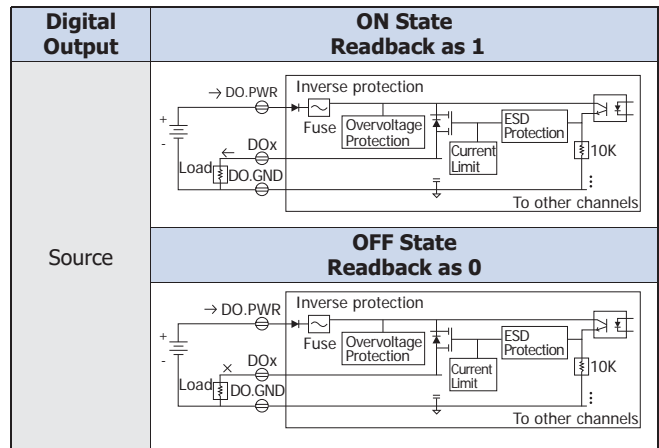 Digital
Output
ON State
Readback as 1
Source
→ DO.PWR
Inverse protection
+
-
Fuse
Overvoltage
Protection
ESD
Protection
← DOx
Current
Limit
10K
Load
DO.GND
To other channels
OFF State
Readback as 0
→ DO.PWR
Inverse protection
+
-
Fuse
Overvoltage
Protection
ESD
Protection
× DOx
Current
Limit
10K
Load
DO.GND
To other channels